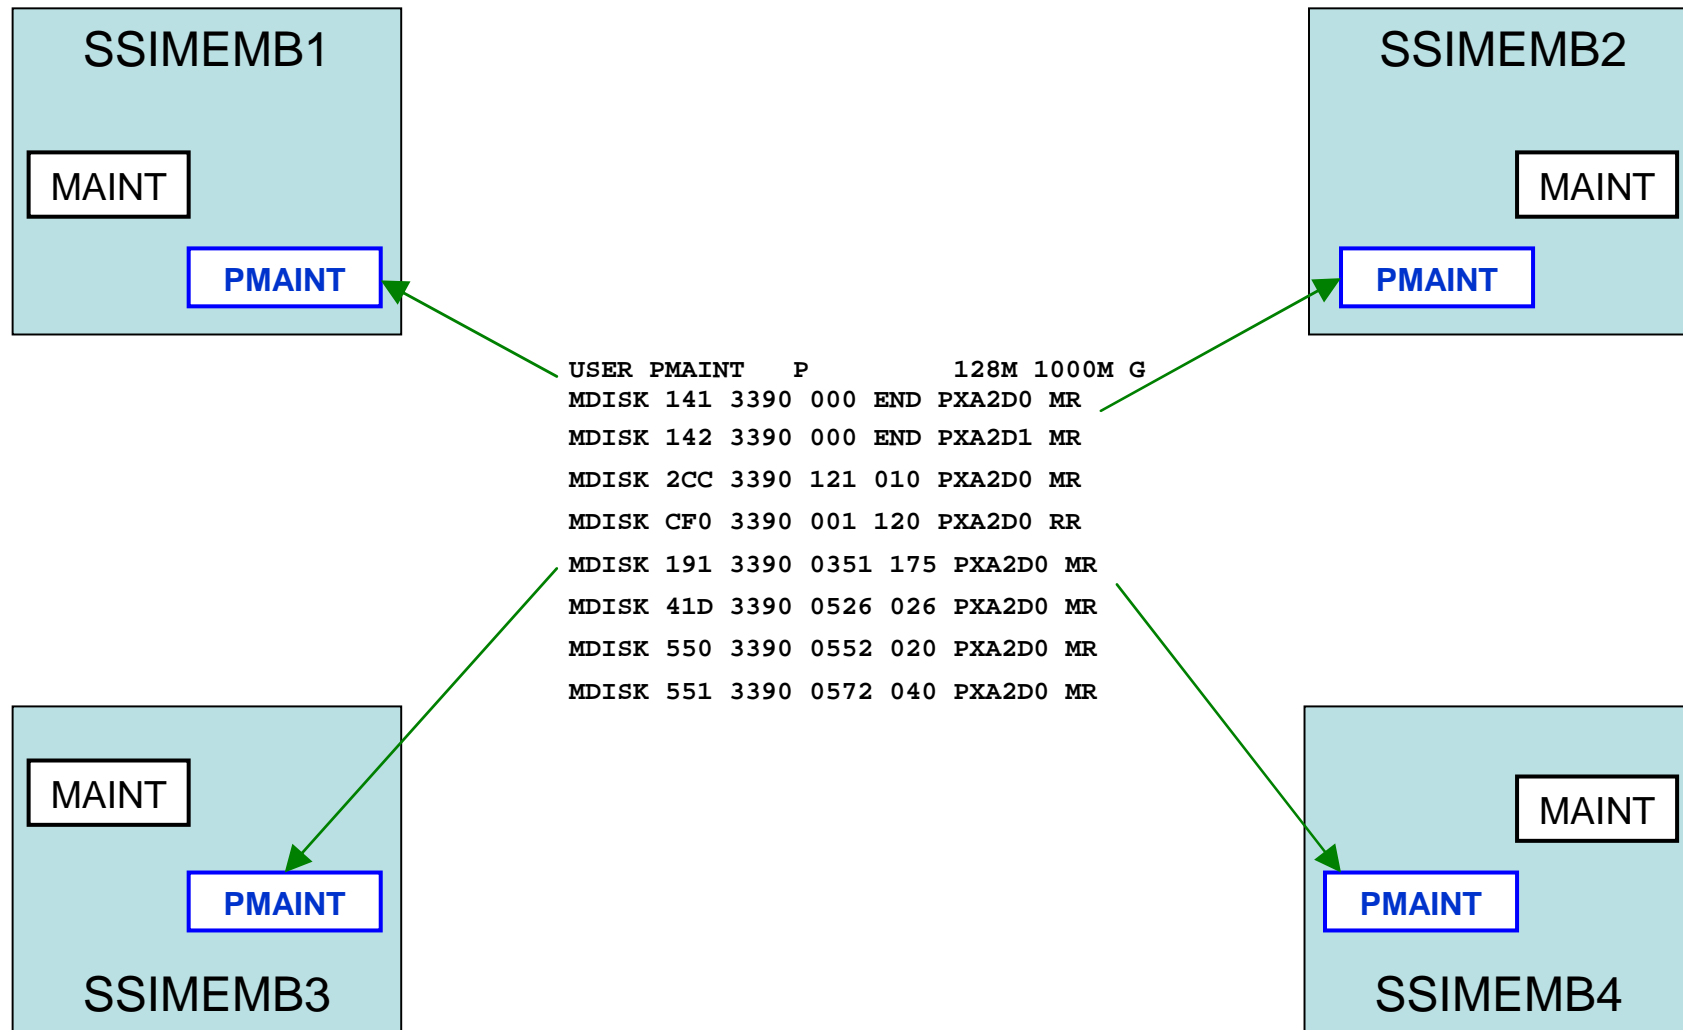 SSIMEMB1
MAINT
PMAINT
SSIMEMB2
MAINT
PMAINT
USER PMAINT   P         128M 1000M G
MDISK 141 3390 000 END PXA2D0 MR
MDISK 142 3390 000 END PXA2D1 MR
MDISK 2CC 3390 121 010 PXA2D0 MR
MDISK CF0 3390 001 120 PXA2D0 RR
MDISK 191 3390 0351 175 PXA2D0 MR
MDISK 41D 3390 0526 026 PXA2D0 MR
MDISK 550 3390 0552 020 PXA2D0 MR
MDISK 551 3390 0572 040 PXA2D0 MR
MAINT
PMAINT
SSIMEMB3
MAINT
PMAINT
SSIMEMB4